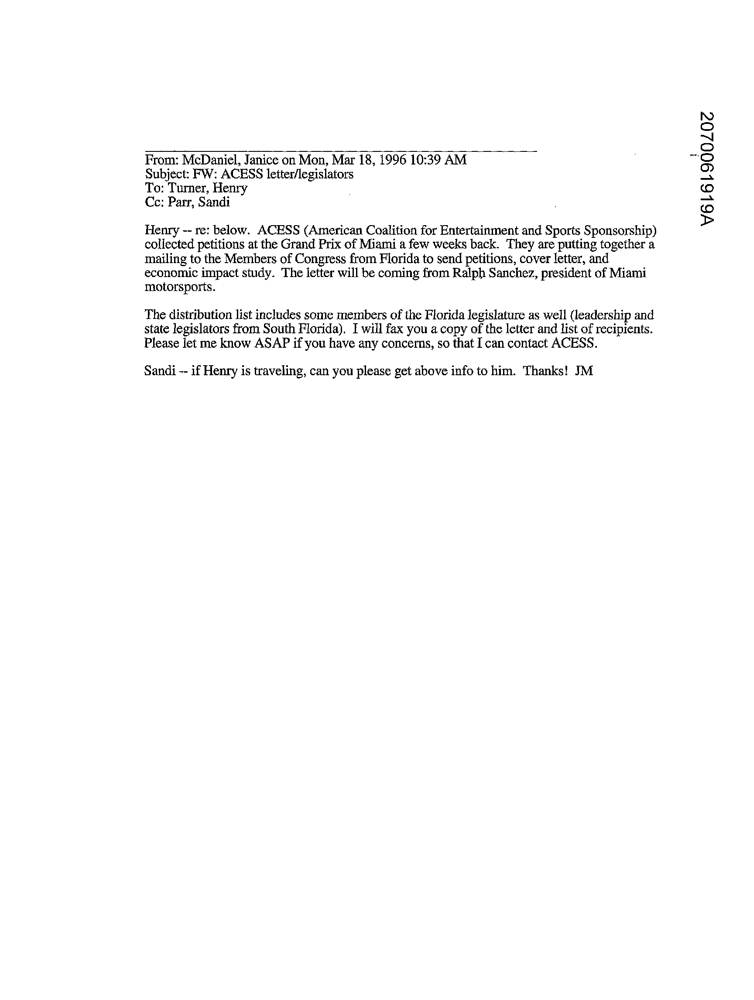 From: McDaniel, Janice on Mon, Mar 18, 1996 10:39 AM
Subject: FW: ACESS letter/legislators
To: Turner, Henry
Cc: Parr, Sandi
Henry -- re: below.  ACESS (American Coalition for Entertainment and Sports Sponsorship)
collected petitions at the Grand Prix of Miami a few weeks back.  They are putting together a
mailing to the Members of Congress from Florida to send petitions, cover letter, and
economic impact study.  The letter will be coming from Ralph Sanchez, president of Miami
motorsports.
The distribution list includes some members of the Florida legislature as well (leadership and
state legislators from South Florida).  I will fax you a copy of the letter and list of recipients.
Please let me know ASAP if you have any concerns, so that I can contact ACESS.
Sandi -- if Henry is traveling, can you please get above info to him.  Thanks!  JM
2070061919A